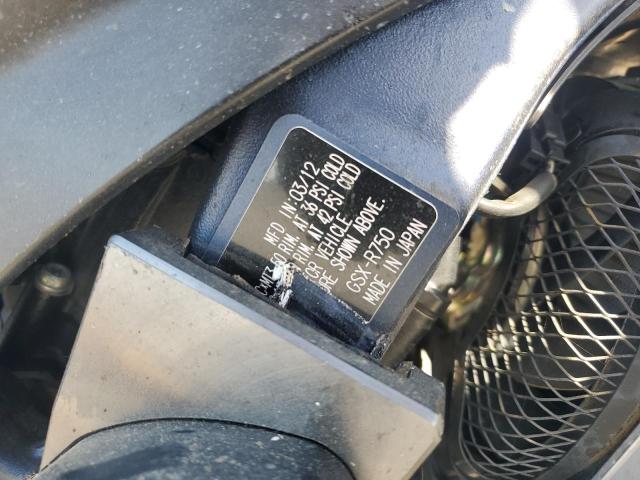 MFD IN:03/12
RIM. AT 36 PSI COLD
RIM. AT 42 PSI COLD
FOR VEHICLE
SHOWN ABOVE.
GSX-R750
MADE IN JAPAN